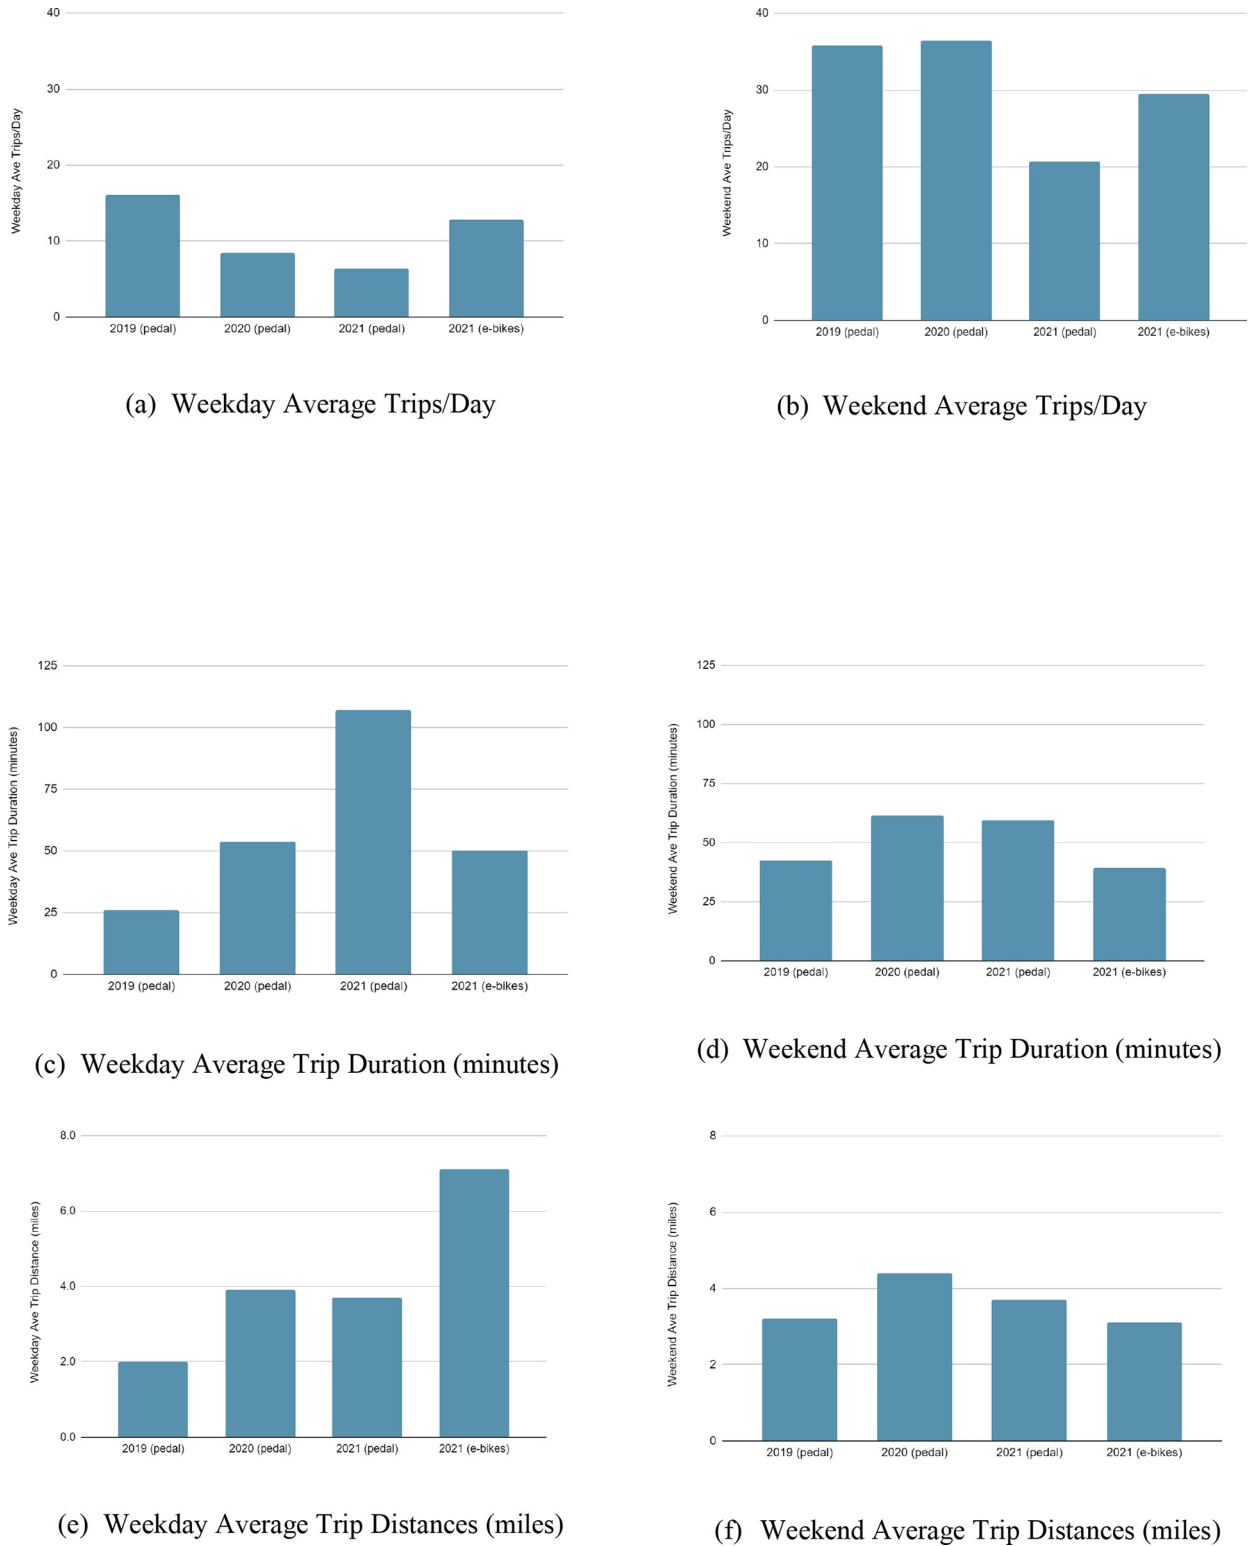 40
30
20
10
0
Weekday Ave Trips/Day
2019 (pedal)
2020 (pedal)
2021 (pedal)
2021 (e-bikes)
(a) Weekday Average Trips/Day
40
30
20
10
0
Weekend Ave Trips/Day
2019 (pedal)
2020 (pedal)
2021 (pedal)
2021 (e-bikes)
(b) Weekend Average Trips/Day
125
100
75
50
25
0
Weekday Ave Trip Duration (minutes)
2019 (pedal)
2020 (pedal)
2021 (pedal)
2021 (e-bikes)
(c) Weekday Average Trip Duration (minutes)
125
100
75
50
25
0
Weekend Ave Trip Duration (minutes)
2019 (pedal)
2020 (pedal)
2021 (pedal)
2021 (e-bikes)
(d) Weekend Average Trip Duration (minutes)
8.0
6.0
4.0
2.0
0.0
Weekday Ave Trip Distance (miles)
2019 (pedal)
2020 (pedal)
2021 (pedal)
2021 (e-bikes)
(e) Weekday Average Trip Distances (miles)
8
6
4
2
0
Weekend Ave Trip Distance (miles)
2019 (pedal)
2020 (pedal)
2021 (pedal)
2021 (e-bikes)
(f) Weekend Average Trip Distances (miles)